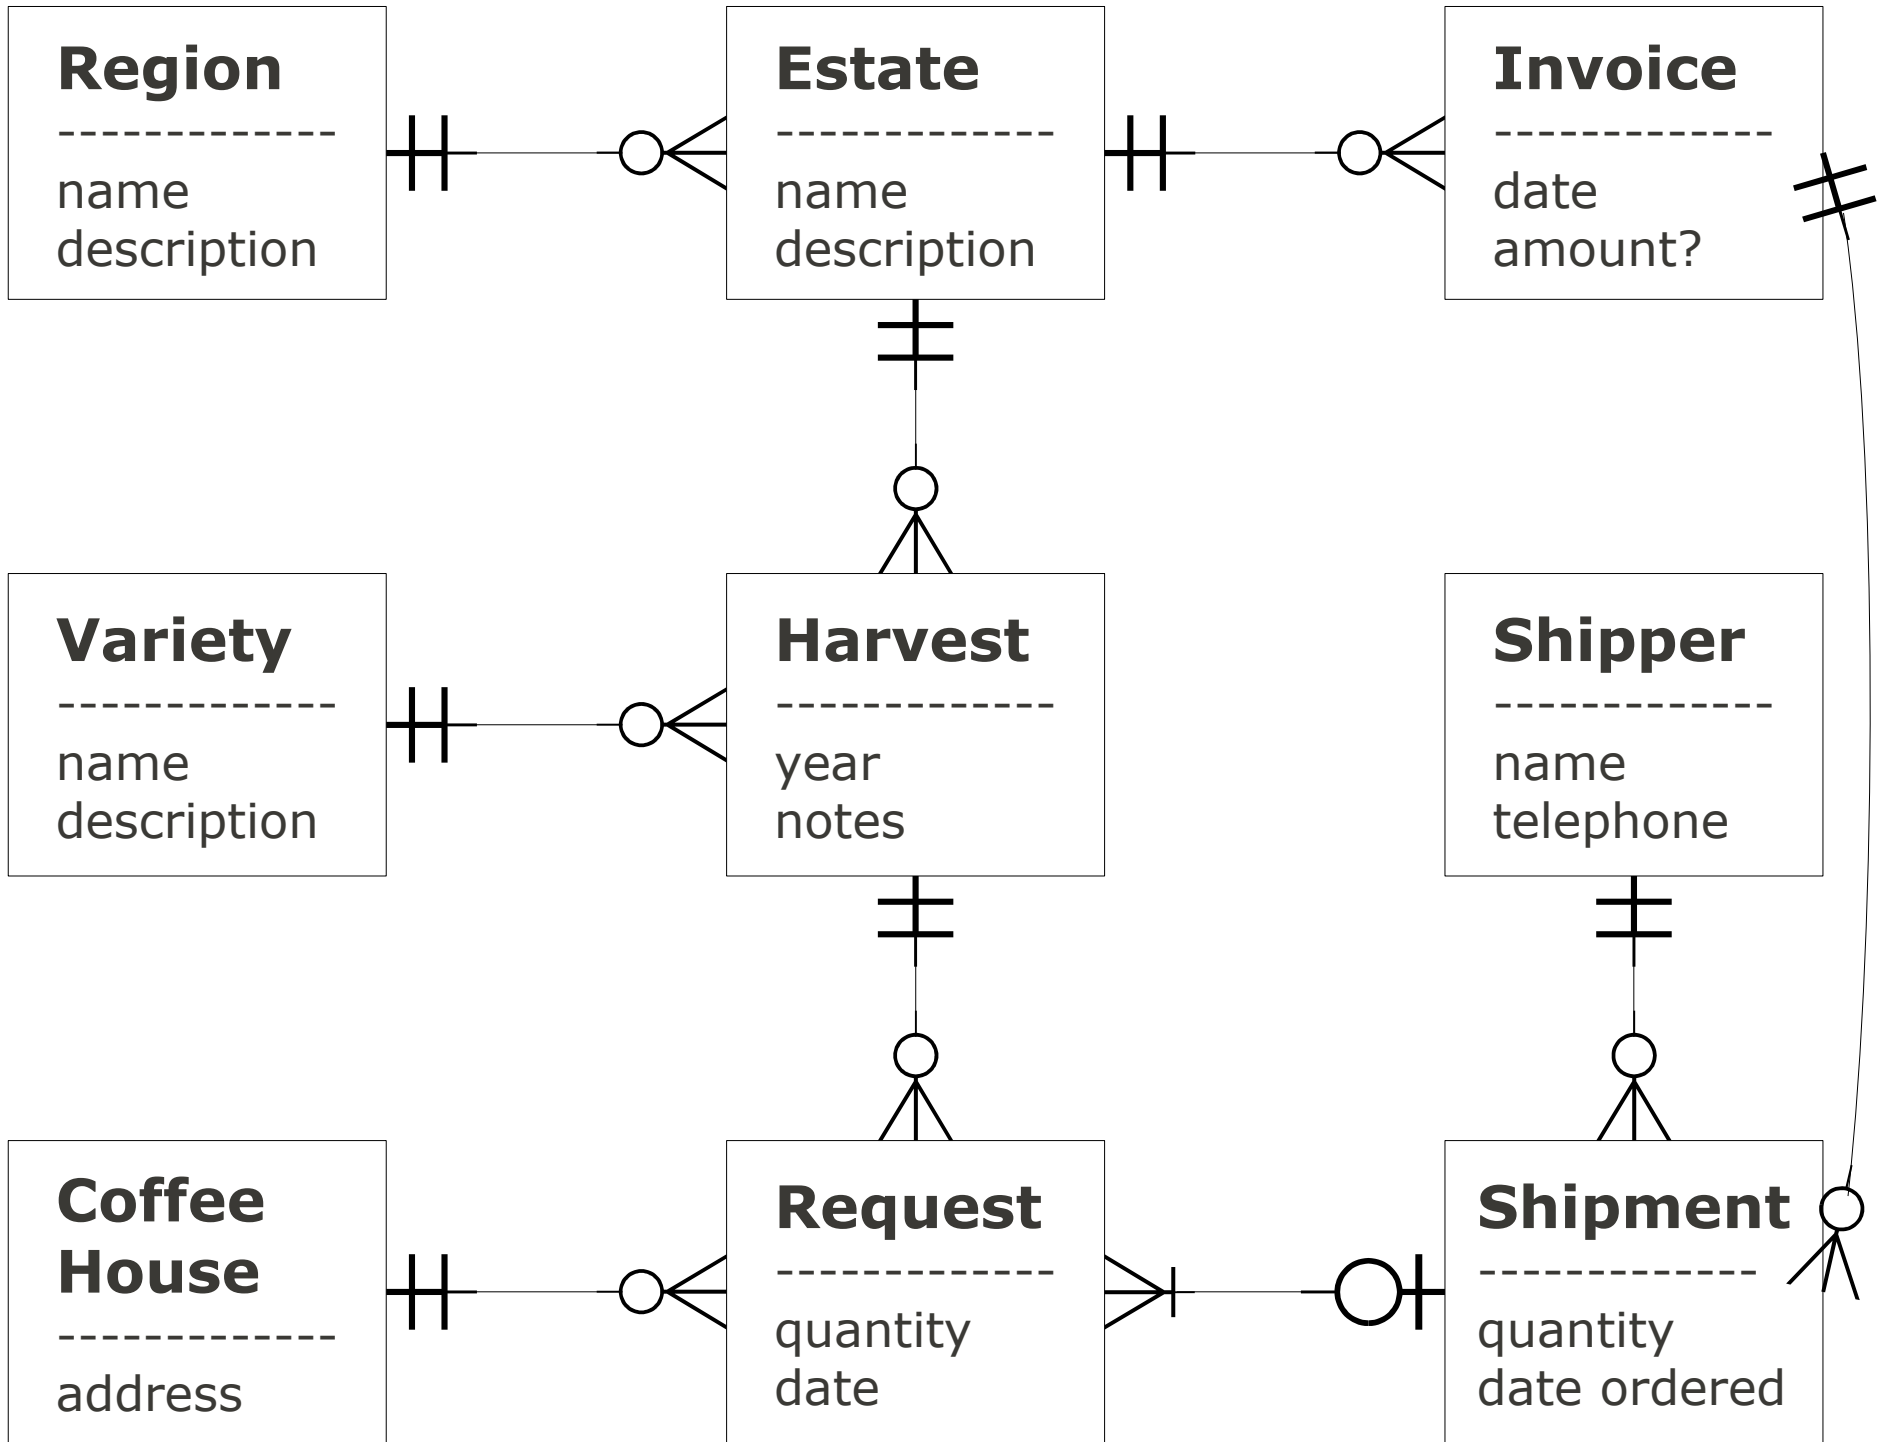 Region
-------------
name
description
Estate
-------------
name
description
Invoice
-------------
date
amount?
Variety
-------------
name
description
Harvest
-------------
year
notes
Shipper
-------------
name
telephone
Coffee
House
-------------
address
Request
-------------
quantity
date
Shipment
-------------
quantity
date ordered